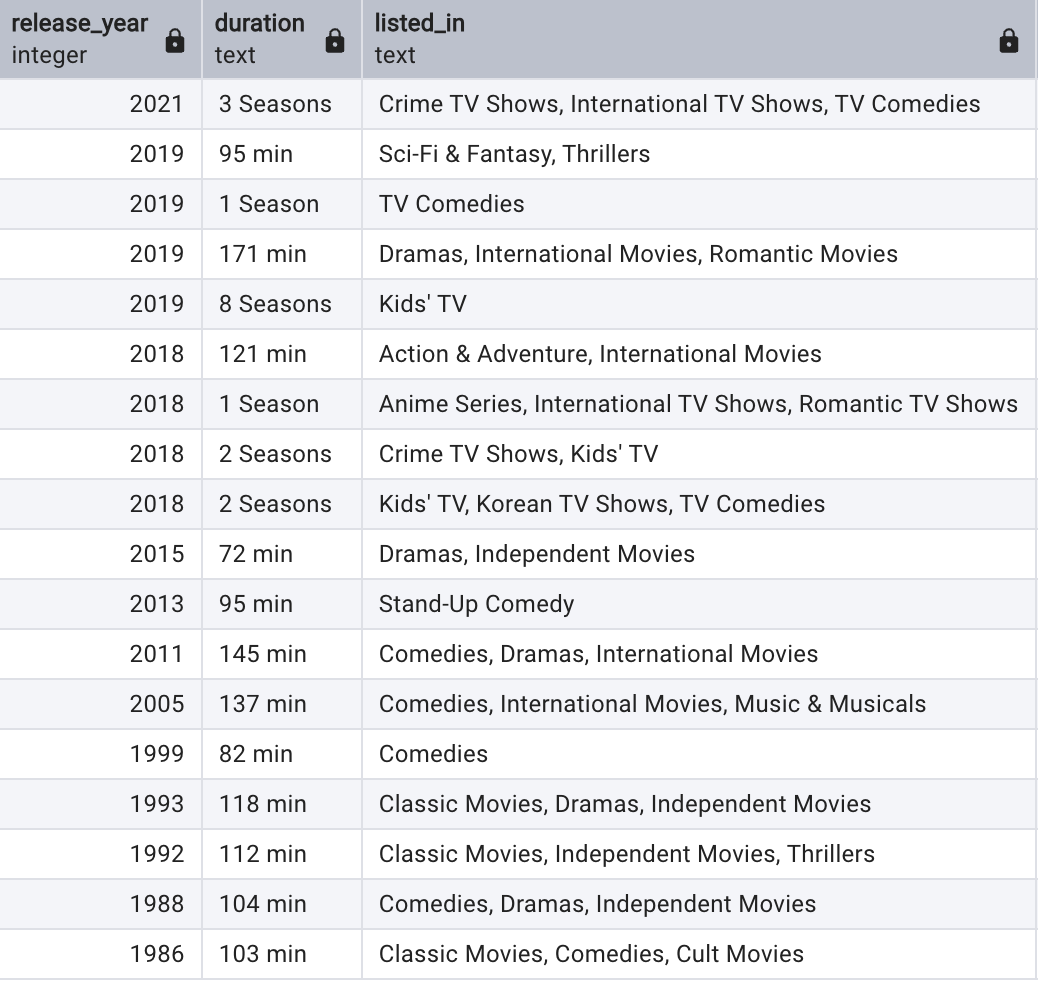 release_year duration listed_in
integer text text
2021 3 Seasons Crime TV Shows, International TV Shows, TV Comedies
2019 95 min Sci-Fi & Fantasy, Thrillers
2019 1 Season TV Comedies
2019 171 min Dramas, International Movies, Romantic Movies
2019 8 Seasons Kids' TV
2018 121 min Action & Adventure, International Movies
2018 1 Season Anime Series, International TV Shows, Romantic TV Shows
2018 2 Seasons Crime TV Shows, Kids' TV
2018 2 Seasons Kids' TV, Korean TV Shows, TV Comedies
2015 72 min Dramas, Independent Movies
2013 95 min Stand-Up Comedy
2011 145 min Comedies, Dramas, International Movies
2005 137 min Comedies, International Movies, Music & Musicals
1999 82 min Comedies
1993 118 min Classic Movies, Dramas, Independent Movies
1992 112 min Classic Movies, Independent Movies, Thrillers
1988 104 min Comedies, Dramas, Independent Movies
1986 103 min Classic Movies, Comedies, Cult Movies